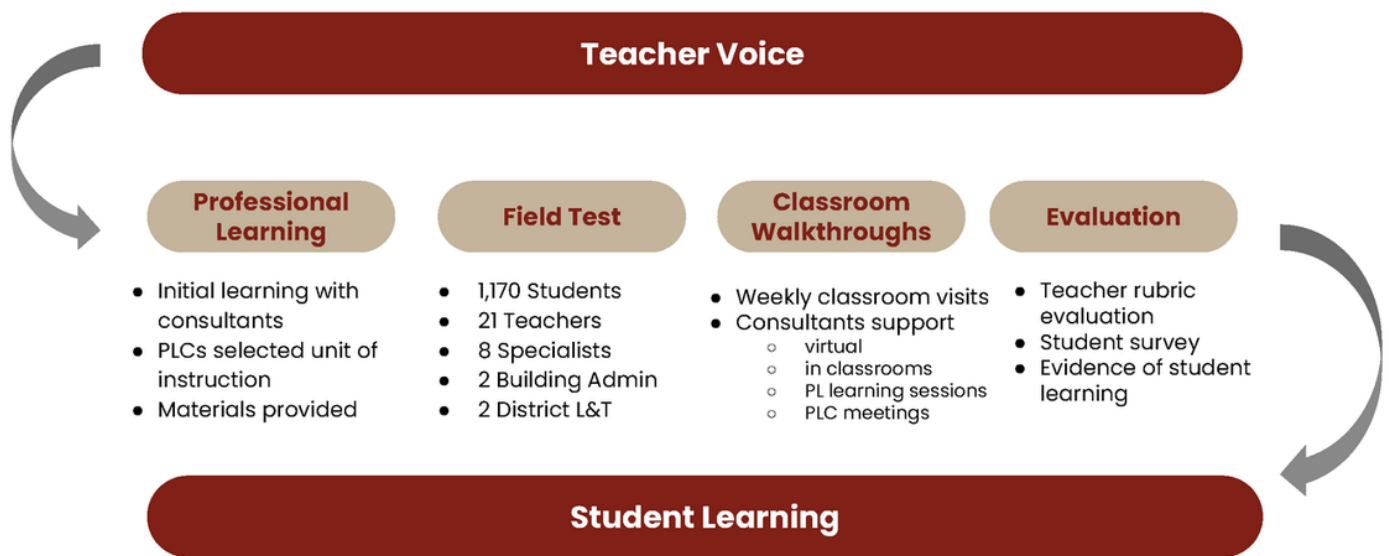 Teacher Voice
Professional
Learning
• Initial learning with
consultants
• PLCs selected unit of
instruction
• Materials provided
Field Test
• 1,170 Students
• 21 Teachers
• 8 Specialists
• 2 Building Admin
• 2 District L&T
Classroom
Walkthroughs
• Weekly classroom visits
• Consultants support
○ virtual
○ in classrooms
○ PL learning sessions
○ PLC meetings
Evaluation
• Teacher rubric
evaluation
• Student survey
• Evidence of student
learning
Student Learning